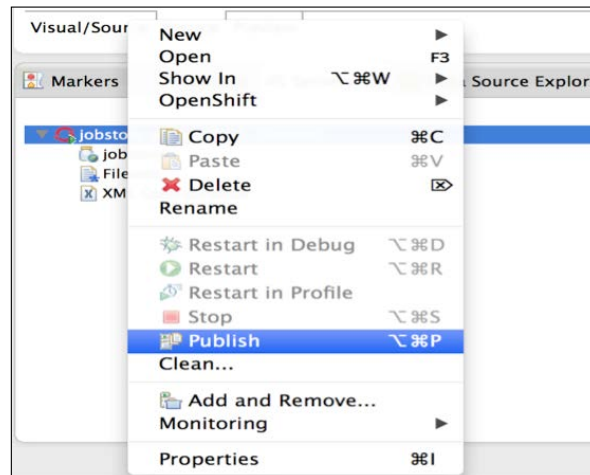 Visual/Sour
Markers
Source Explor
jobsto
job
File
XM
New
Open F3
Show In ⌥⌘W
OpenShift
Copy ⌘C
Paste ⌘V
Delete ⌦
Rename
Restart in Debug ⌥⌘D
Restart ⌥⌘R
Restart in Profile
Stop ⌥⌘S
Publish ⌥⌘P
Clean...
Add and Remove...
Monitoring
Properties ⌘I